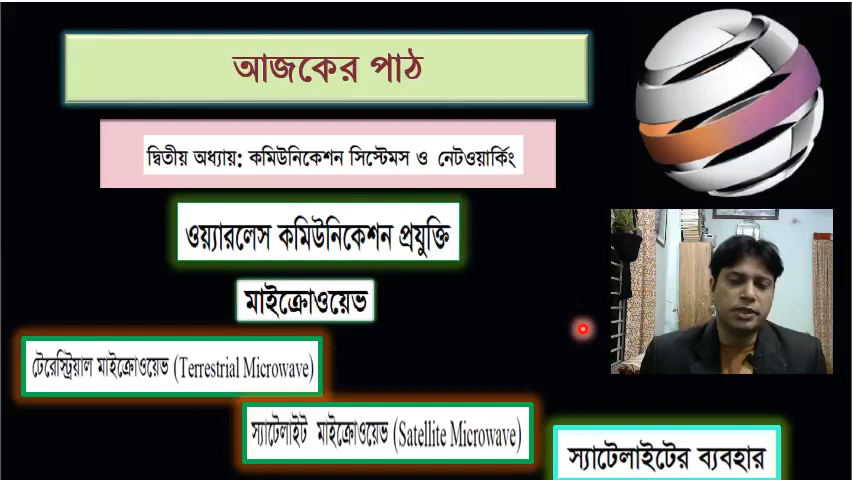 আজকের পাঠ
দ্বিতীয় অধ্যায়: কমিউনিকেশন সিস্টেমস ও নেটওয়ার্কিং
ওয়্যারলেস কমিউনিকেশন প্রযুক্তি
মাইক্রোওয়েভ
টেরেস্ট্রিয়াল মাইক্রোওয়েভ (Terrestrial Microwave)
স্যাটেলাইট মাইক্রোওয়েভ (Satellite Microwave)
স্যাটেলাইটের ব্যবহার